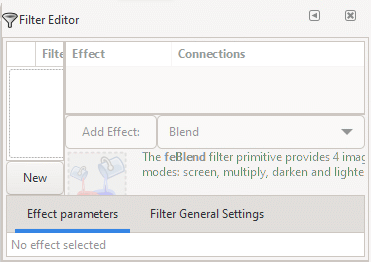 Filter Editor
Filte Effect Connections
Add Effect: Blend
The feBlend filter primitive provides 4 imag
modes: screen, multiply, darken and lighte
New
Effect parameters Filter General Settings
No effect selected